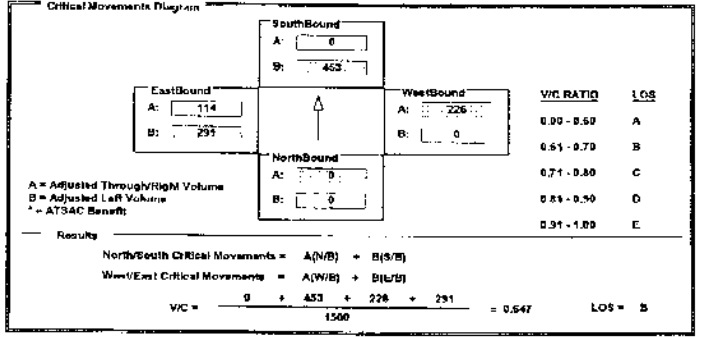 Critical Movements Diagram
SouthBound
A: 0
B: 453
EastBound
A: 114
B: 291
WestBound
A: 226
B: 0
NorthBound
A: 0
B: 0
V/C RATIO LOS
0.00 - 0.60 A
0.61 - 0.70 B
0.71 - 0.80 C
0.81 - 0.90 D
0.91 - 1.00 E
A = Adjusted Through/Right Volume
B = Adjusted Left Volume
* = ATSAC Benefit
Results
North/South Critical Movements = A(N/B) + B(S/B)
West/East Critical Movements = A(W/B) + B(E/B)
V/C = 0 + 453 + 226 + 291 = 0.647 LOS = B
1500